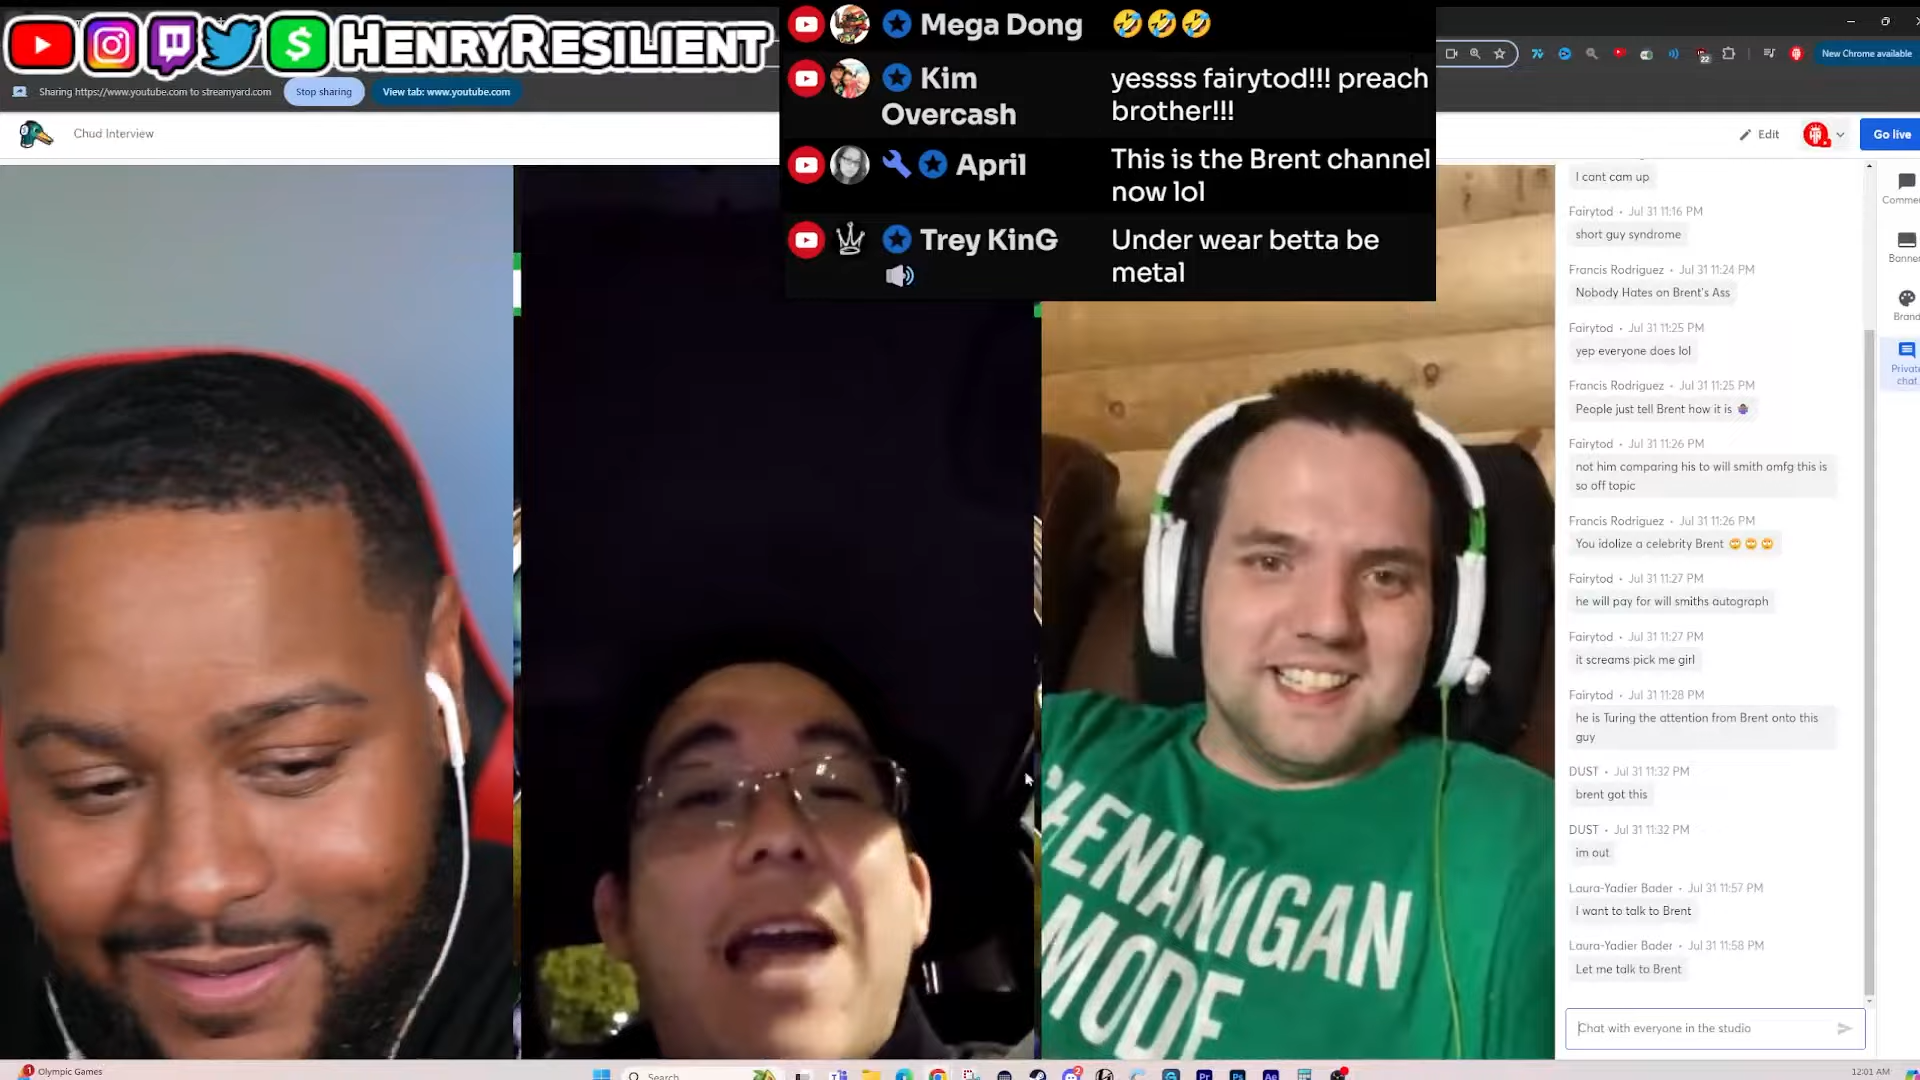 HENRYRESILIENT
Mega Dong 🤣🤣🤣
Kim
Overcash
yessss fairytod!!! preach
brother!!!
April
This is the Brent channel
now lol
Trey KinG
Under wear betta be
metal
New Chrome available
Sharing https://www.youtube.com to streamyard.com
Stop sharing
View tab: www.youtube.com
Chud Interview
Edit
Go live
I cant cam up
Fairytod • Jul 31 11:16 PM
short guy syndrome
Francis Rodriguez • Jul 31 11:24 PM
Nobody Hates on Brent's Ass
Fairytod • Jul 31 11:25 PM
yep everyone does lol
Francis Rodriguez • Jul 31 11:25 PM
People just tell Brent how it is
Fairytod • Jul 31 11:26 PM
not him comparing his to will smith omfg this is
so off topic
Francis Rodriguez • Jul 31 11:26 PM
You idolize a celebrity Brent 🙄🙄🙄
Fairytod • Jul 31 11:27 PM
he will pay for will smiths autograph
Fairytod • Jul 31 11:27 PM
it screams pick me girl
Fairytod • Jul 31 11:28 PM
he is Turing the attention from Brent onto this
guy
DUST • Jul 31 11:32 PM
brent got this
DUST • Jul 31 11:32 PM
im out
Laura-Yadier Bader • Jul 31 11:57 PM
I want to talk to Brent
Laura-Yadier Bader • Jul 31 11:58 PM
Let me talk to Brent
Chat with everyone in the studio
Comme
Banner
Brand
Private
chat
HENANIGAN
MODE
Olympic Games
Search
12:01 AM